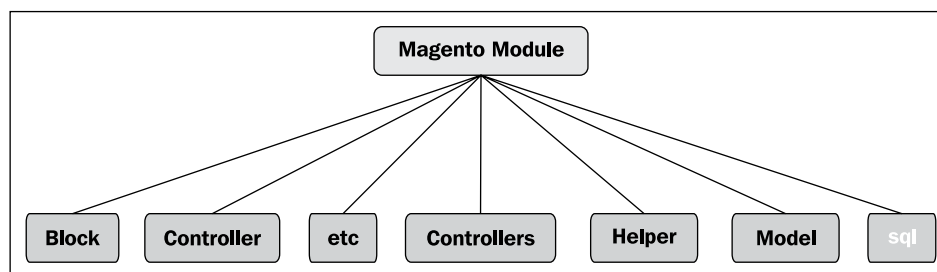 Magento Module
Block
Controller
etc
Controllers
Helper
Model
sql